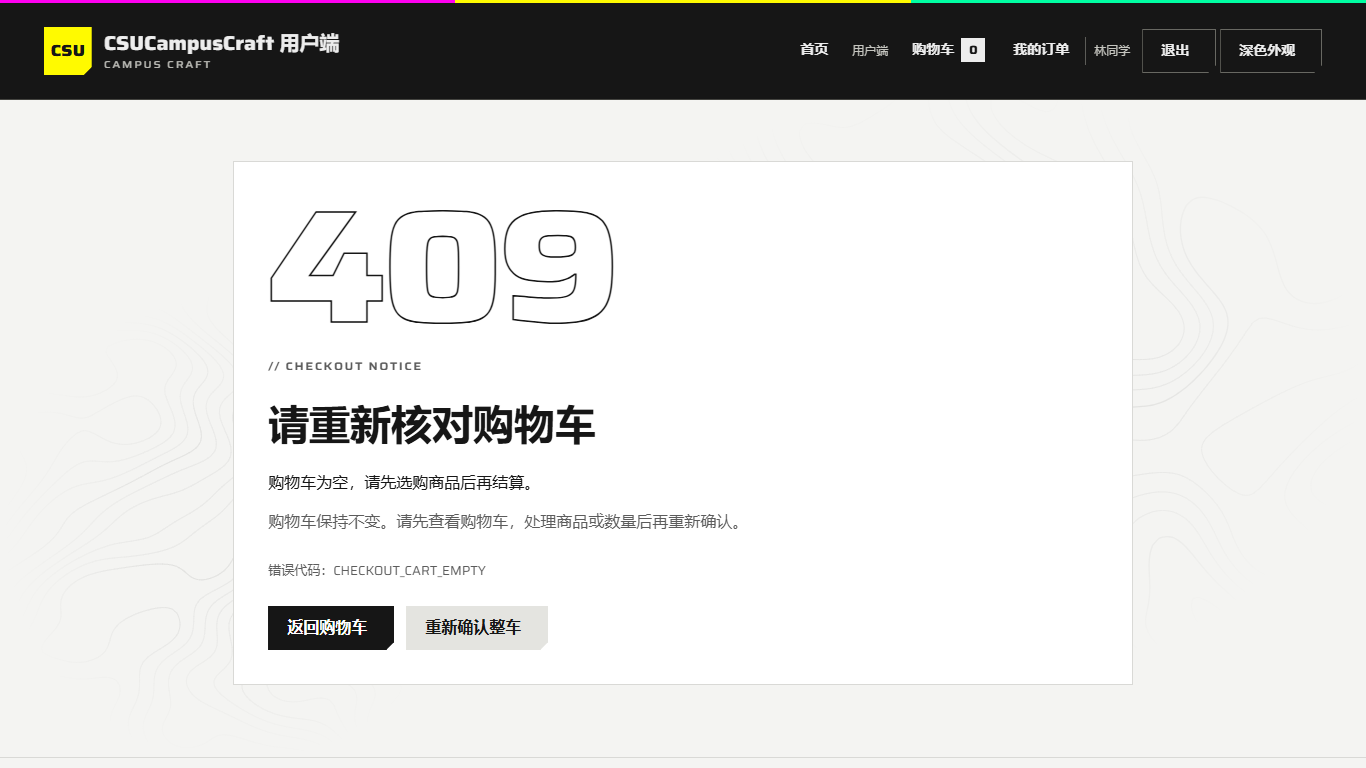 CSU
CSUCampusCraft 用户端
CAMPUS CRAFT
首页 用户端 购物车 0 我的订单 林同学 退出 深色外观
409
// CHECKOUT NOTICE
请重新核对购物车
购物车为空，请先选购商品后再结算。
购物车保持不变。请先查看购物车，处理商品或数量后再重新确认。
错误代码：CHECKOUT_CART_EMPTY
返回购物车 重新确认整车